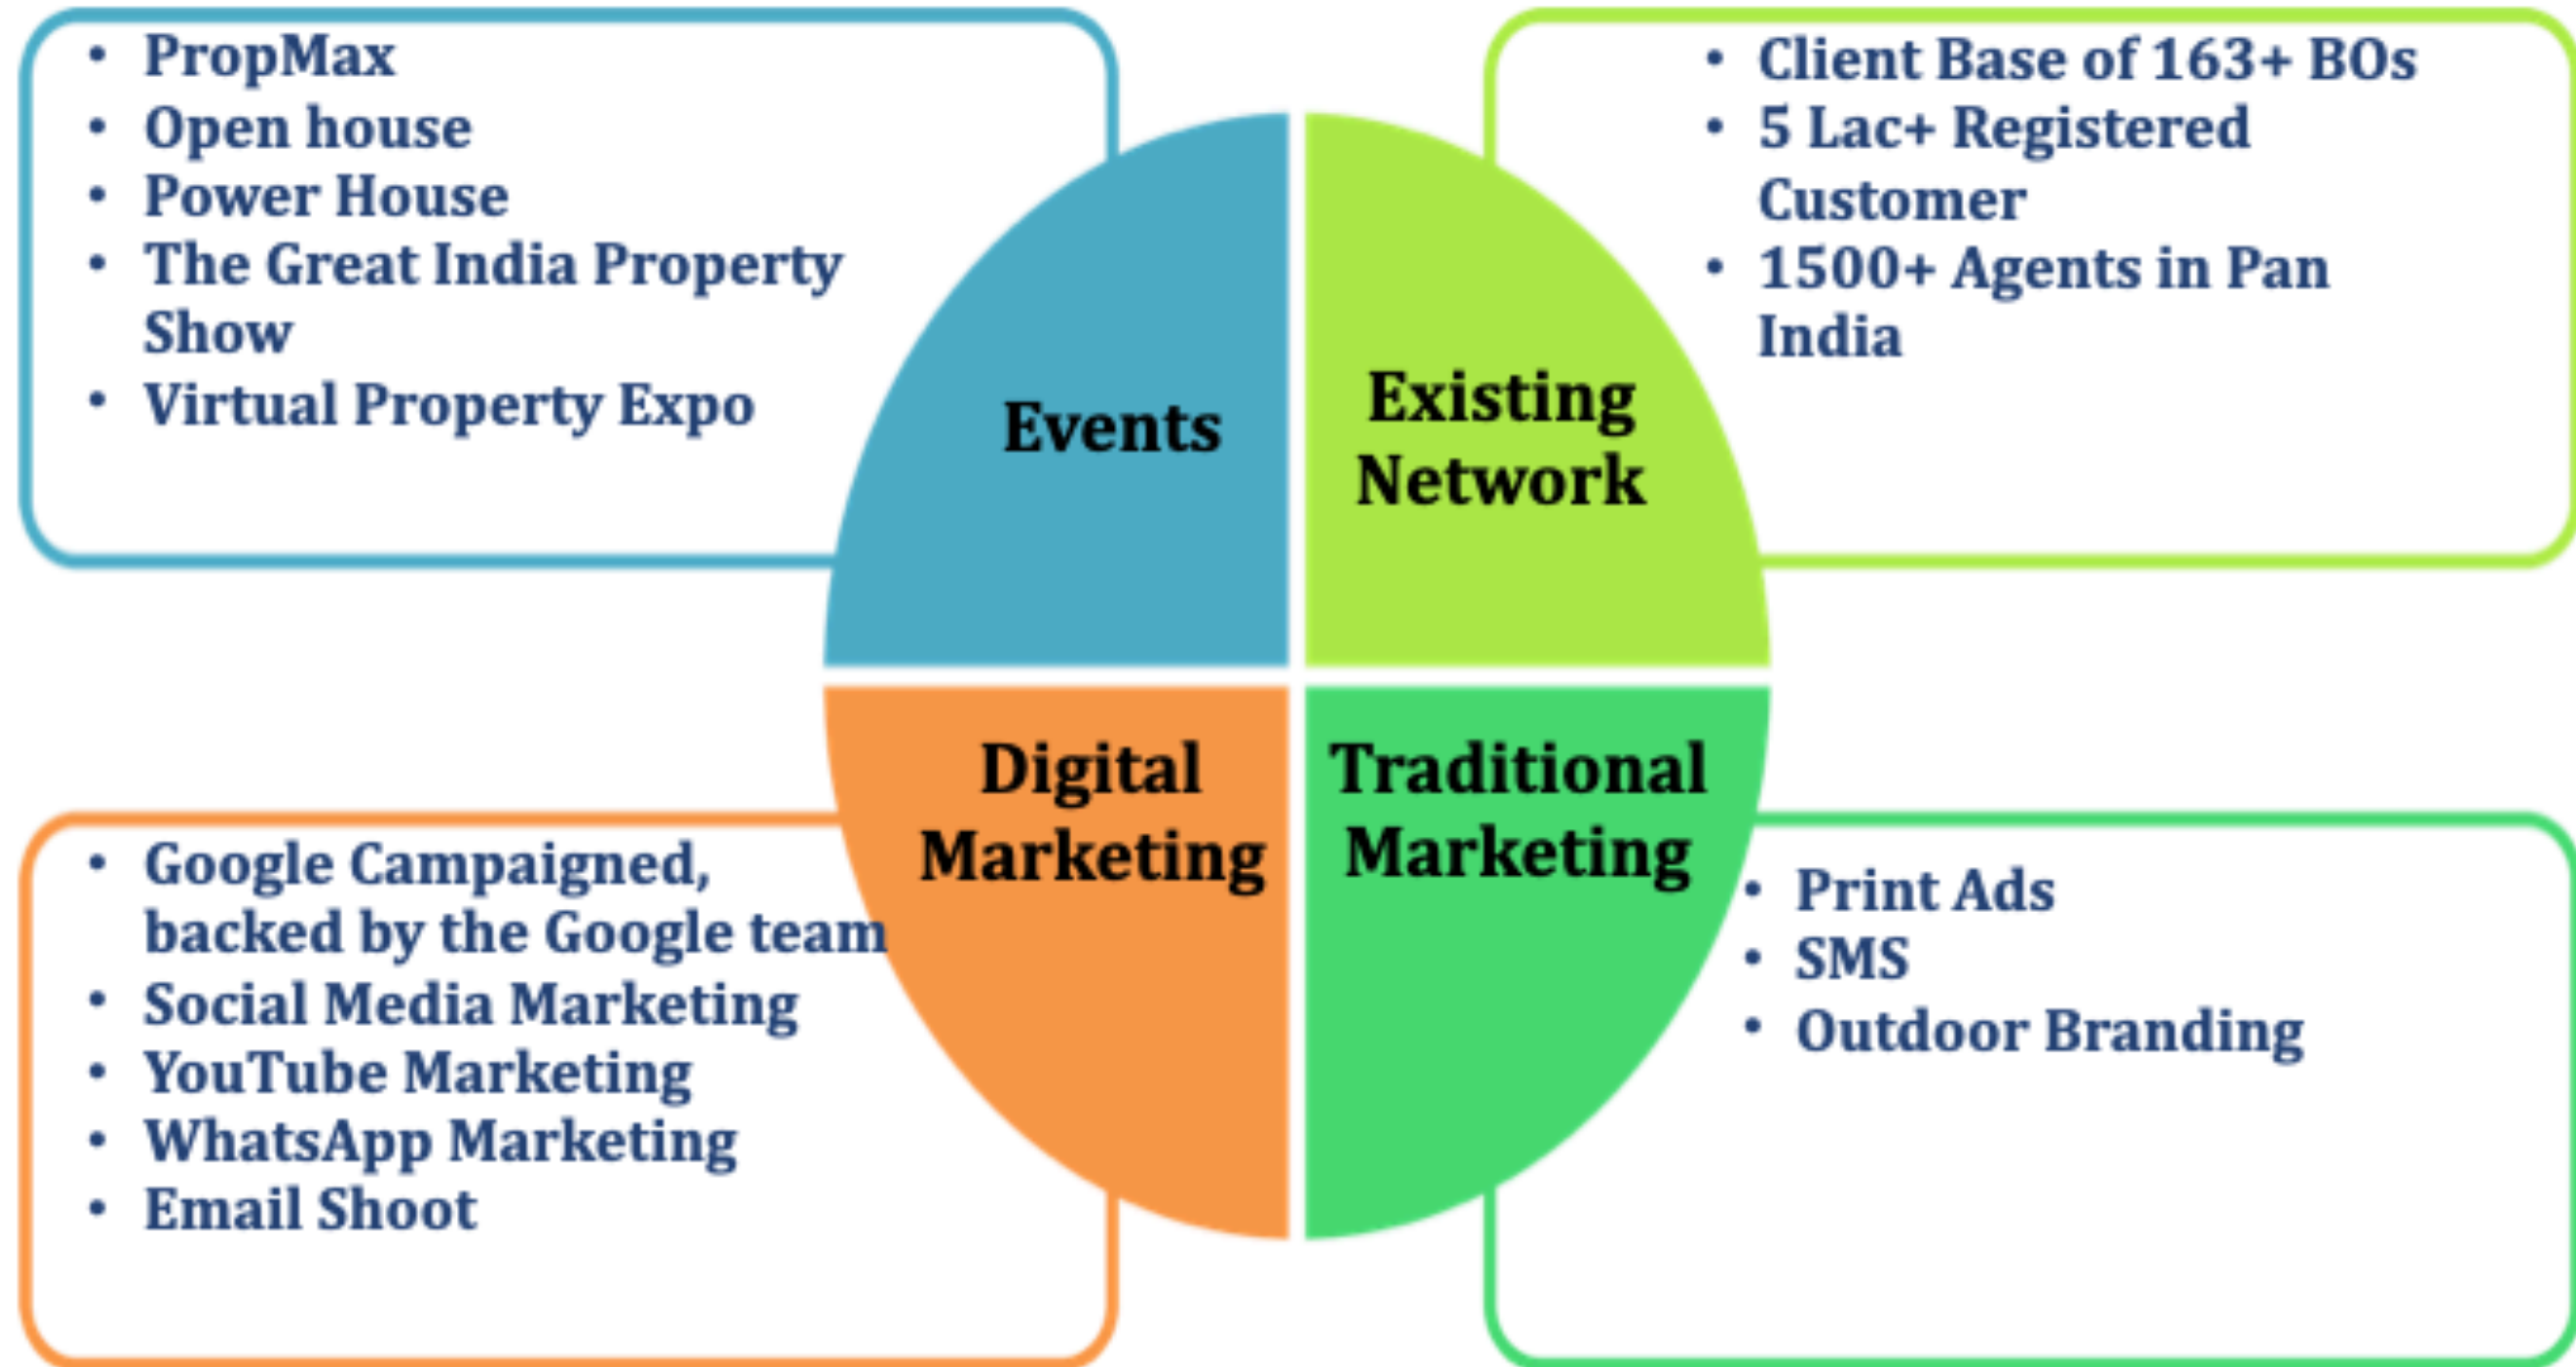 • PropMax
• Open house
• Power House
• The Great India Property
Show
• Virtual Property Expo
Events
• Client Base of 163+ BOs
• 5 Lac+ Registered
Customer
• 1500+ Agents in Pan
India
Existing
Network
Digital
Marketing
• Google Campaigned,
backed by the Google team
• Social Media Marketing
• YouTube Marketing
• WhatsApp Marketing
• Email Shoot
Traditional
Marketing
• Print Ads
• SMS
• Outdoor Branding